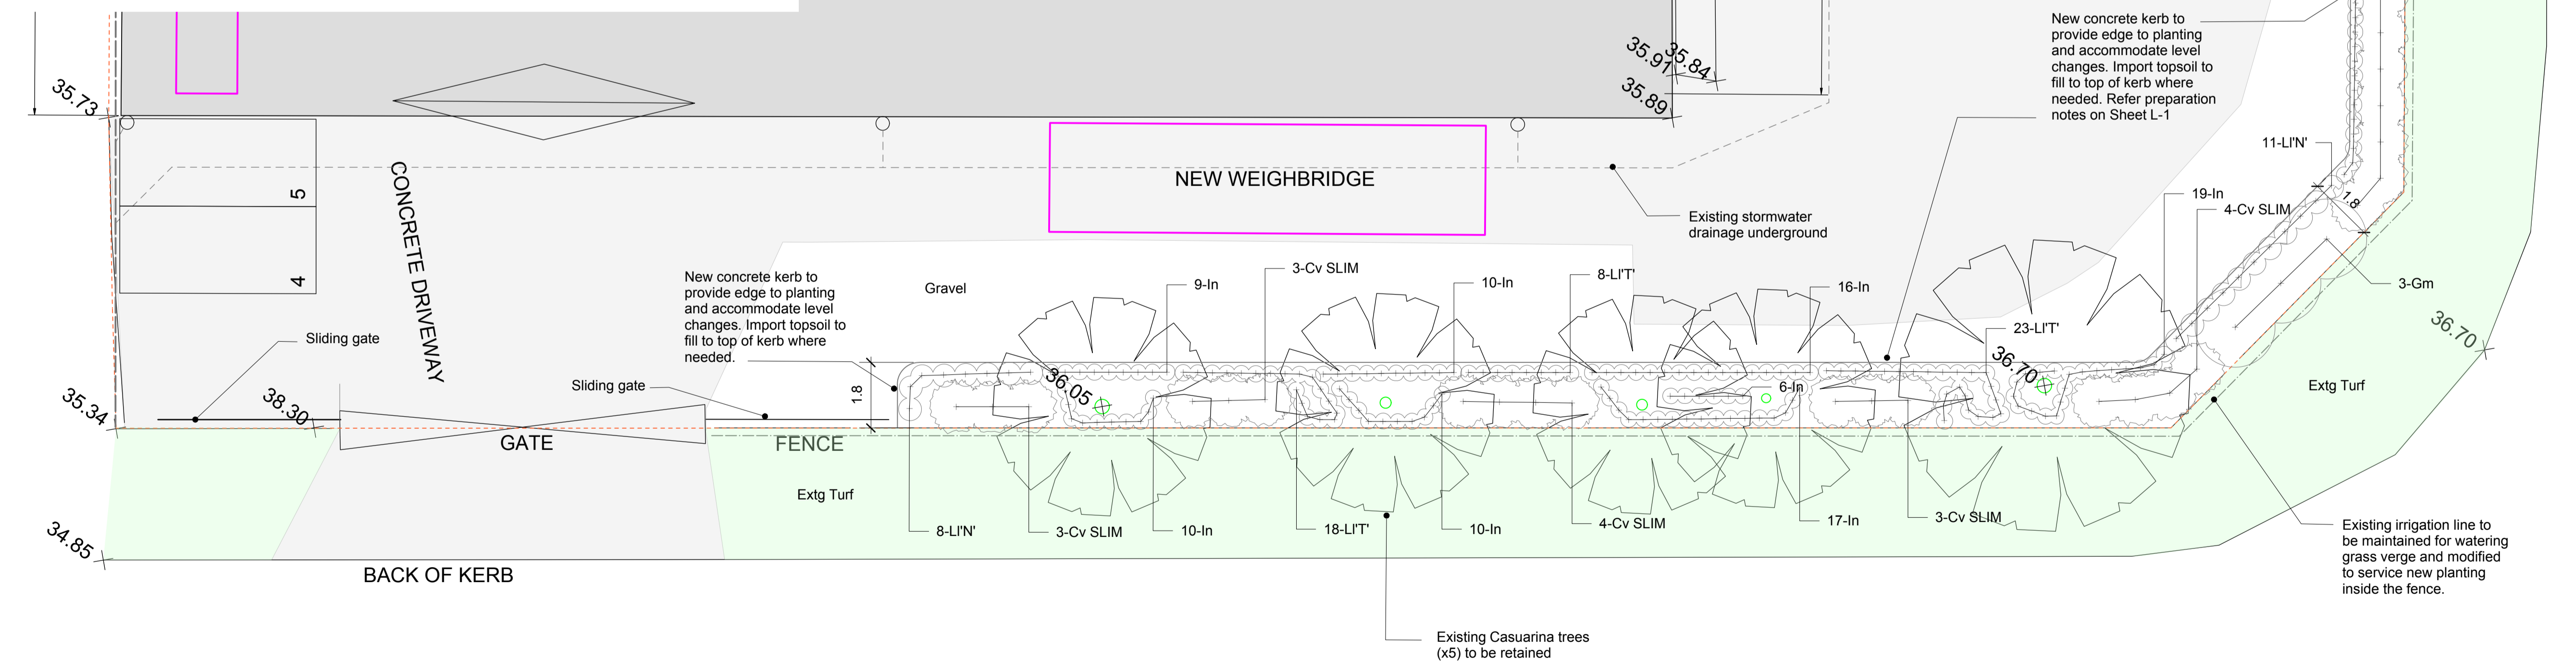 New concrete kerb to
provide edge to planting
and accommodate level
changes. Import topsoil to
fill to top of kerb where
needed. Refer preparation
notes on Sheet L-1
35.91
35.84
35.89
35.73
5
4
CONCRETE DRIVEWAY
NEW WEIGHBRIDGE
11-LI'N'
19-In
4-Cv SLIM
1.8
Existing stormwater
drainage underground
New concrete kerb to
provide edge to planting
and accommodate level
changes. Import topsoil to
fill to top of kerb where
needed.
Gravel
9-In
3-Cv SLIM
10-In
8-LI'T'
16-In
23-LI'T'
3-Gm
36.70
Sliding gate
Sliding gate
1.8
36.05
6-In
36.70
Extg Turf
35.34
38.30
GATE
FENCE
Extg Turf
8-LI'N'
3-Cv SLIM
10-In
18-LI'T'
10-In
4-Cv SLIM
17-In
3-Cv SLIM
34.85
BACK OF KERB
Existing irrigation line to
be maintained for watering
grass verge and modified
to service new planting
inside the fence.
Existing Casuarina trees
(x5) to be retained